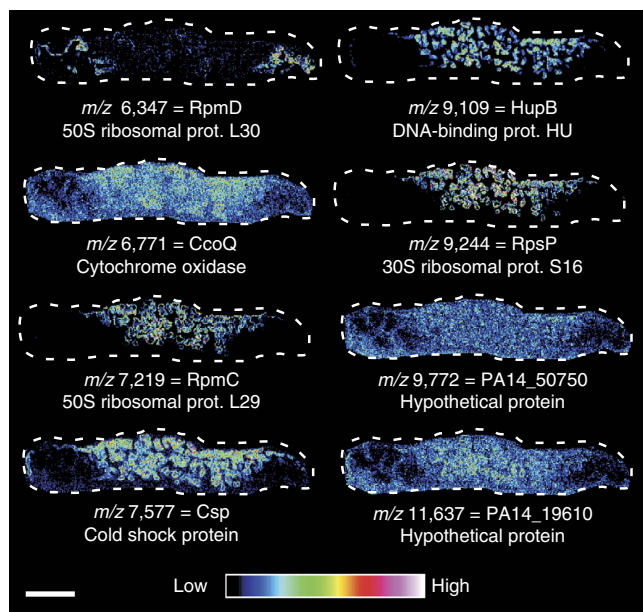 m/z 6,347 = RpmD
50S ribosomal prot. L30
m/z 9,109 = HupB
DNA-binding prot. HU
m/z 6,771 = CcoQ
Cytochrome oxidase
m/z 9,244 = RpsP
30S ribosomal prot. S16
m/z 7,219 = RpmC
50S ribosomal prot. L29
m/z 9,772 = PA14_50750
Hypothetical protein
m/z 7,577 = Csp
Cold shock protein
m/z 11,637 = PA14_19610
Hypothetical protein
Low High